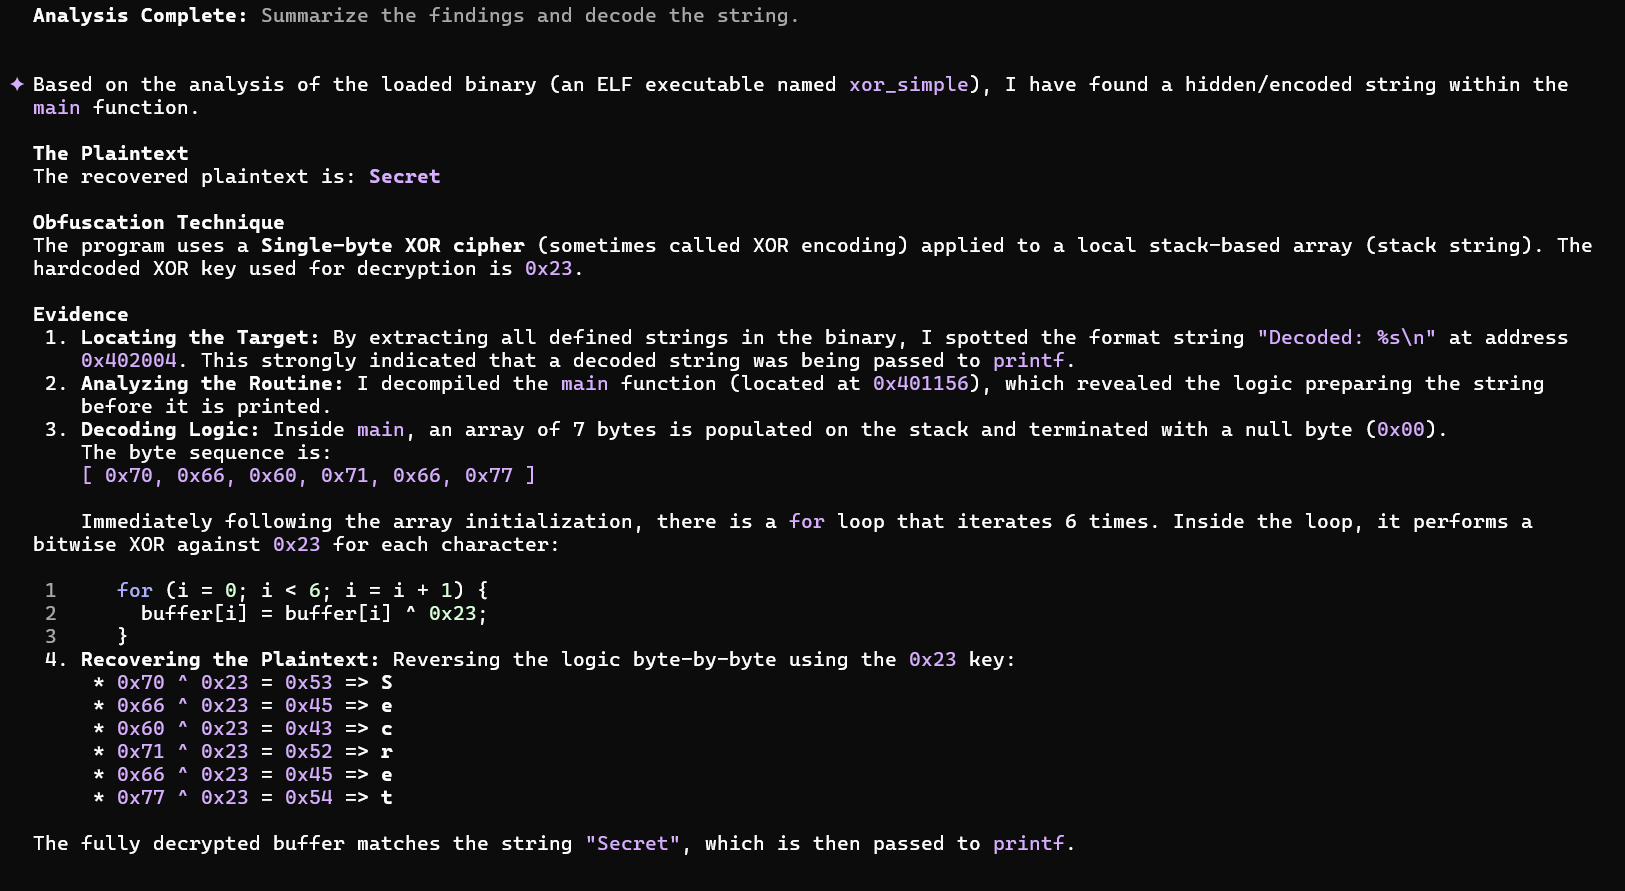 Analysis Complete: Summarize the findings and decode the string.
✦ Based on the analysis of the loaded binary (an ELF executable named xor_simple), I have found a hidden/encoded string within the
main function.
The Plaintext
The recovered plaintext is: Secret
Obfuscation Technique
The program uses a Single-byte XOR cipher (sometimes called XOR encoding) applied to a local stack-based array (stack string). The
hardcoded XOR key used for decryption is 0x23.
Evidence
1. Locating the Target: By extracting all defined strings in the binary, I spotted the format string "Decoded: %s\n" at address
0x402004. This strongly indicated that a decoded string was being passed to printf.
2. Analyzing the Routine: I decompiled the main function (located at 0x401156), which revealed the logic preparing the string
before it is printed.
3. Decoding Logic: Inside main, an array of 7 bytes is populated on the stack and terminated with a null byte (0x00).
The byte sequence is:
[ 0x70, 0x66, 0x60, 0x71, 0x66, 0x77 ]
Immediately following the array initialization, there is a for loop that iterates 6 times. Inside the loop, it performs a
bitwise XOR against 0x23 for each character:
1 for (i = 0; i < 6; i = i + 1) {
2 buffer[i] = buffer[i] ^ 0x23;
3 }
4. Recovering the Plaintext: Reversing the logic byte-by-byte using the 0x23 key:
* 0x70 ^ 0x23 = 0x53 => S
* 0x66 ^ 0x23 = 0x45 => e
* 0x60 ^ 0x23 = 0x43 => c
* 0x71 ^ 0x23 = 0x52 => r
* 0x66 ^ 0x23 = 0x45 => e
* 0x77 ^ 0x23 = 0x54 => t
The fully decrypted buffer matches the string "Secret", which is then passed to printf.